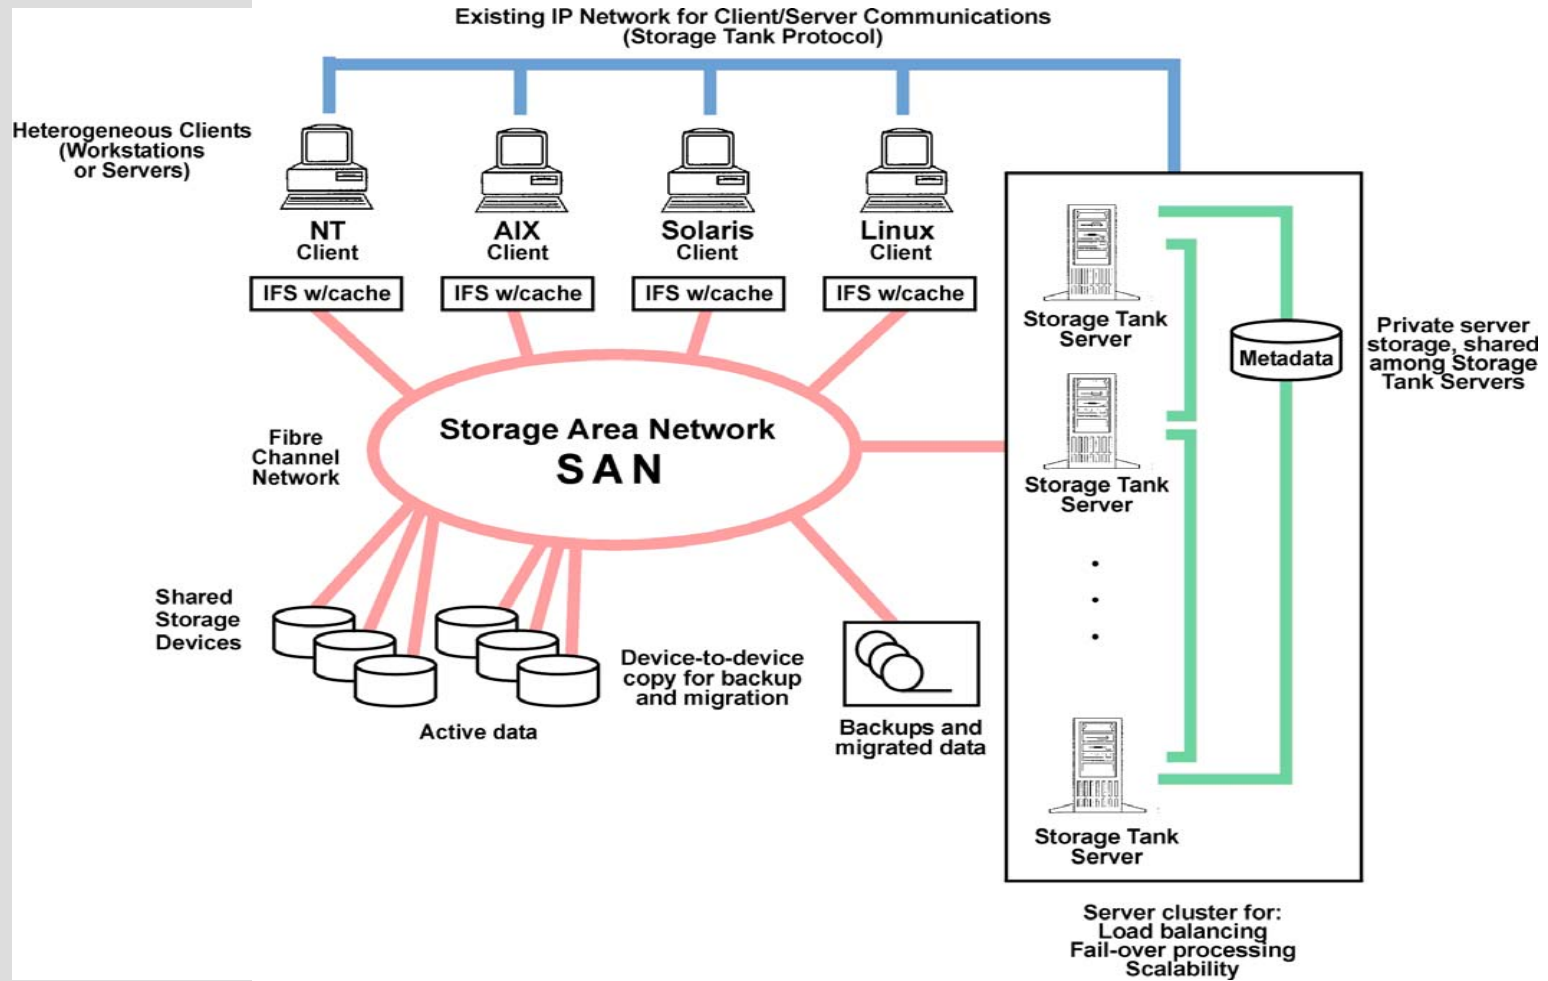 Existing IP Network for Client/Server Communications
(Storage Tank Protocol)
Heterogeneous Clients
(Workstations
or Servers)
NT
Client
AIX
Client
Solaris
Client
Linux
Client
IFS w/cache
IFS w/cache
IFS w/cache
IFS w/cache
Storage Tank
Server
Metadata
Private server
storage, shared
among Storage
Tank Servers
Fibre
Channel
Network
Storage Area Network
SAN
Storage Tank
Server
Shared
Storage
Devices
Active data
Device-to-device
copy for backup
and migration
Backups and
migrated data
Storage Tank
Server
Server cluster for:
Load balancing
Fail-over processing
Scalability